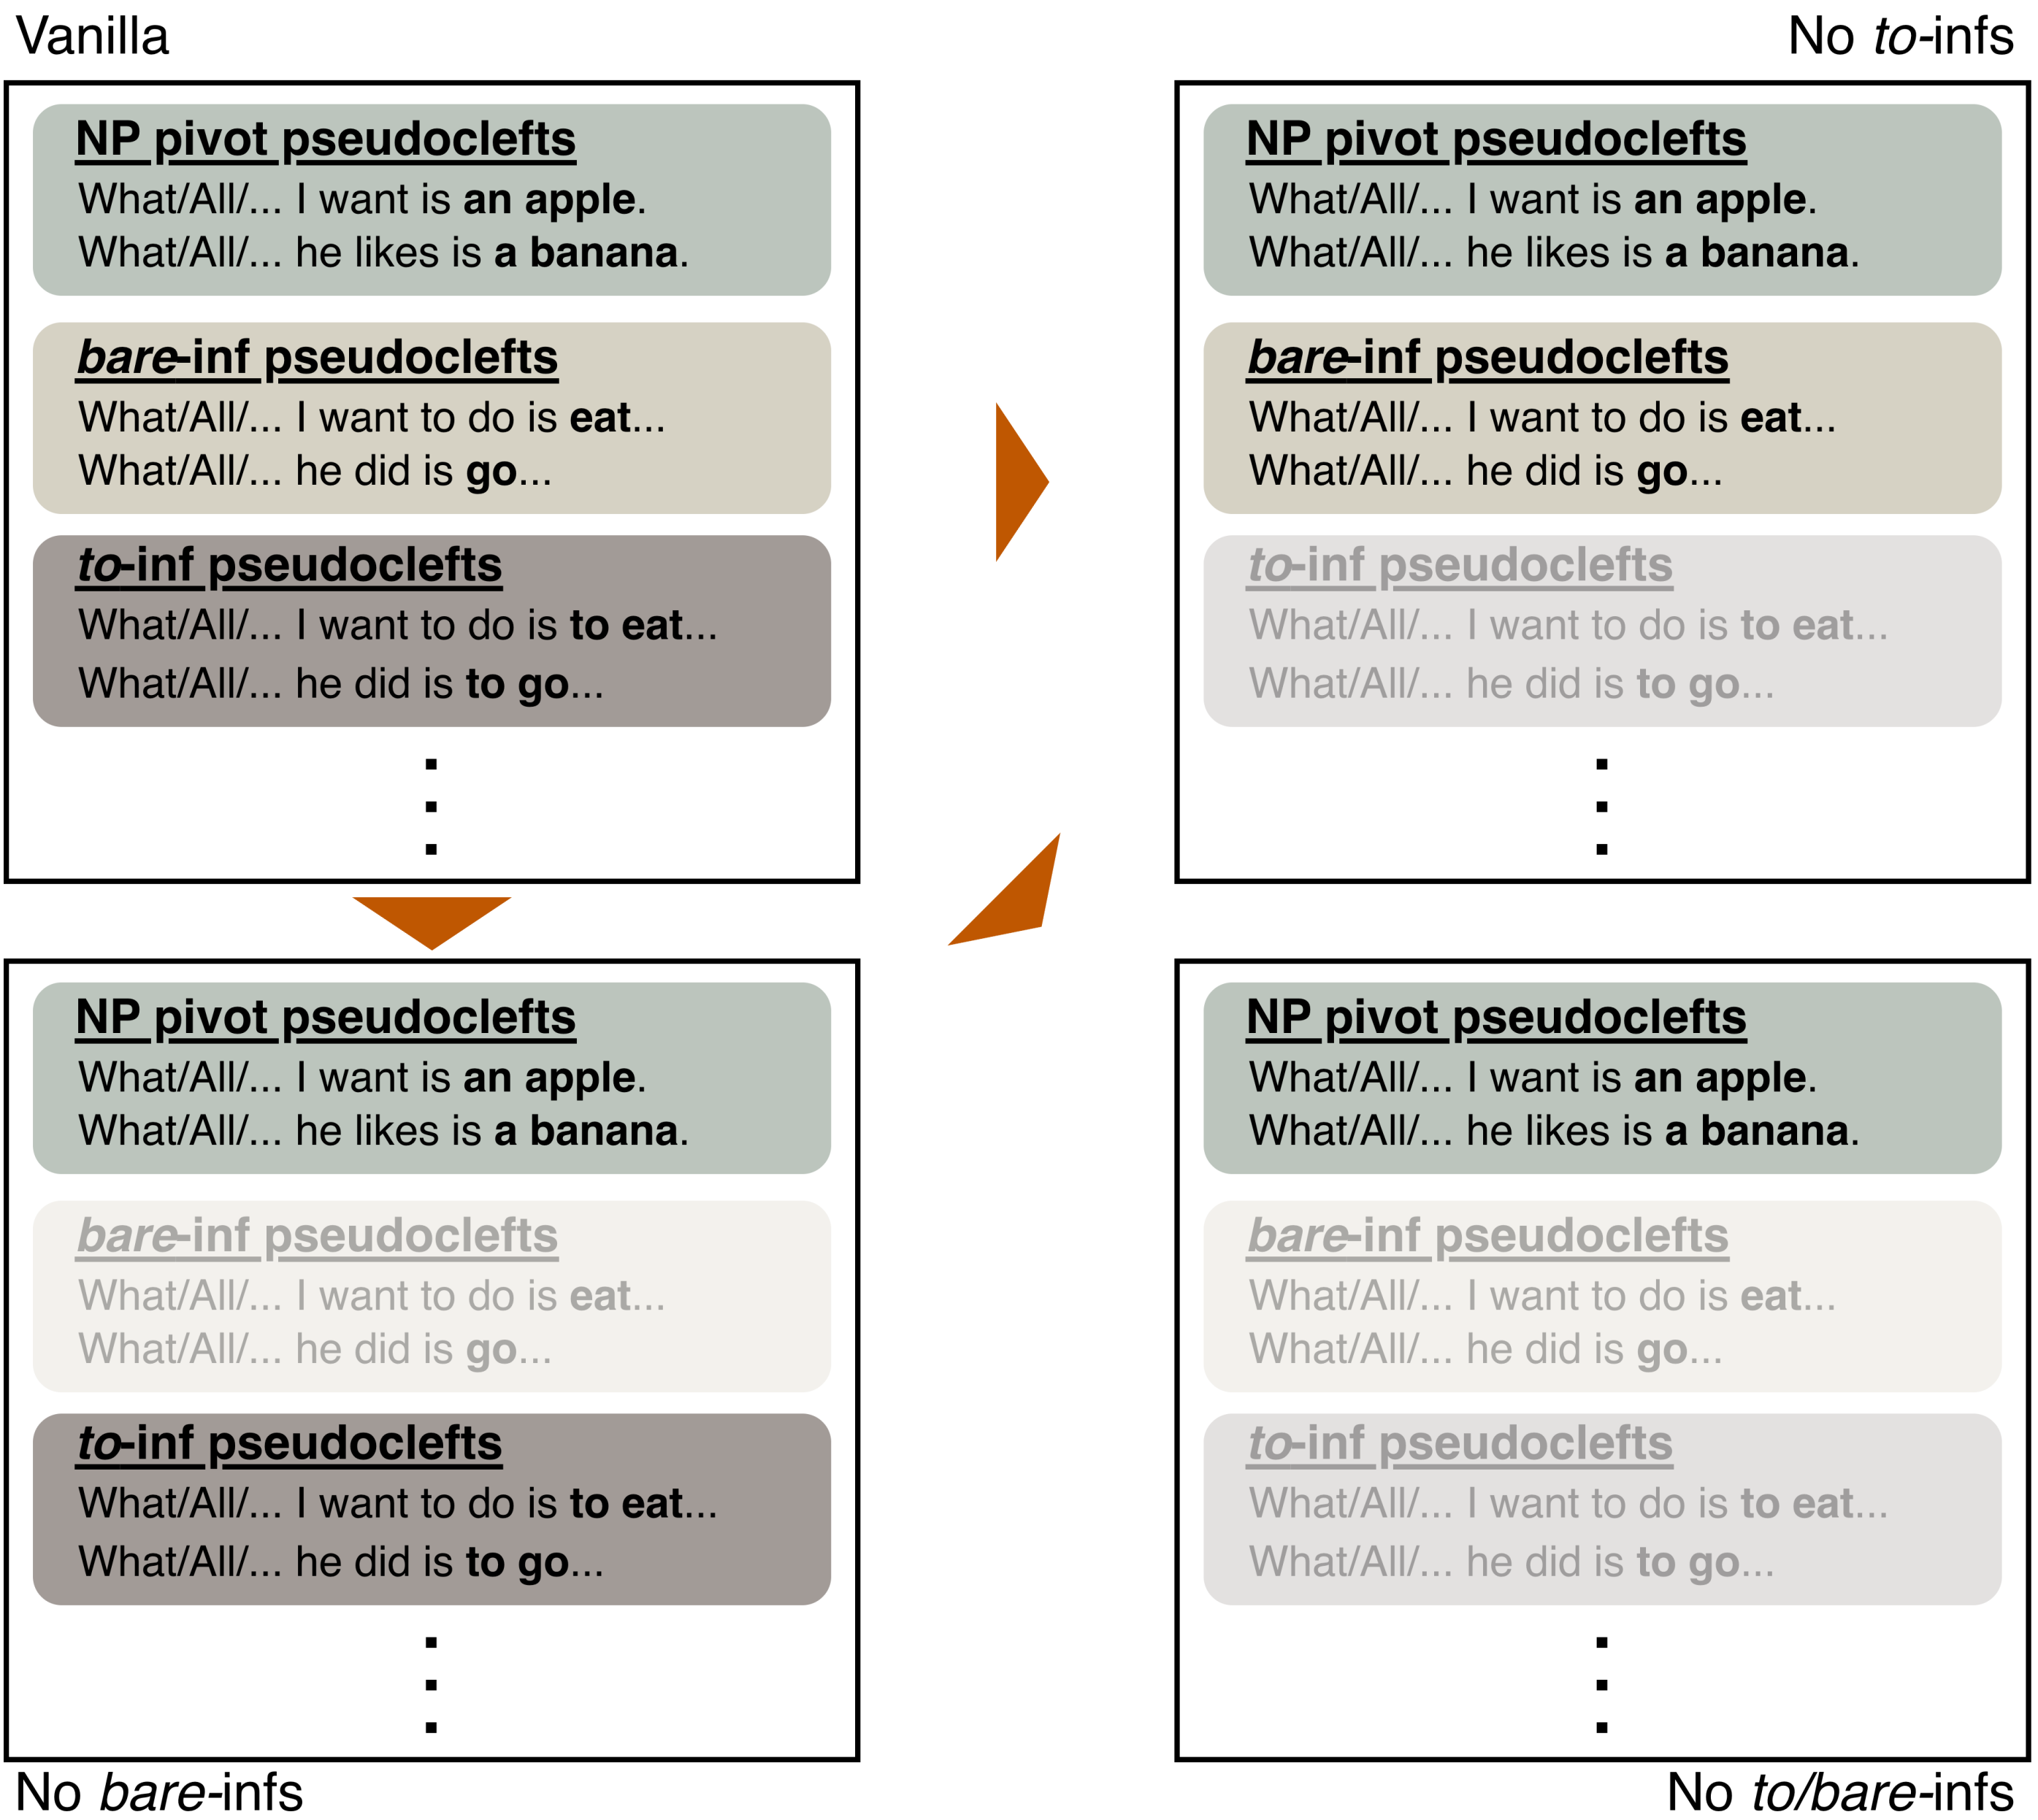 Vanilla
NP pivot pseudoclefts
What/All/... I want is an apple.
What/All/... he likes is a banana.
bare-inf pseudoclefts
What/All/... I want to do is eat...
What/All/... he did is go...
to-inf pseudoclefts
What/All/... I want to do is to eat...
What/All/... he did is to go...
No to-infs
NP pivot pseudoclefts
What/All/... I want is an apple.
What/All/... he likes is a banana.
bare-inf pseudoclefts
What/All/... I want to do is eat...
What/All/... he did is go...
to-inf pseudoclefts
What/All/... I want to do is to eat...
What/All/... he did is to go...
NP pivot pseudoclefts
What/All/... I want is an apple.
What/All/... he likes is a banana.
bare-inf pseudoclefts
What/All/... I want to do is eat...
What/All/... he did is go...
to-inf pseudoclefts
What/All/... I want to do is to eat...
What/All/... he did is to go...
No bare-infs
NP pivot pseudoclefts
What/All/... I want is an apple.
What/All/... he likes is a banana.
bare-inf pseudoclefts
What/All/... I want to do is eat...
What/All/... he did is go...
to-inf pseudoclefts
What/All/... I want to do is to eat...
What/All/... he did is to go...
No to/bare-infs